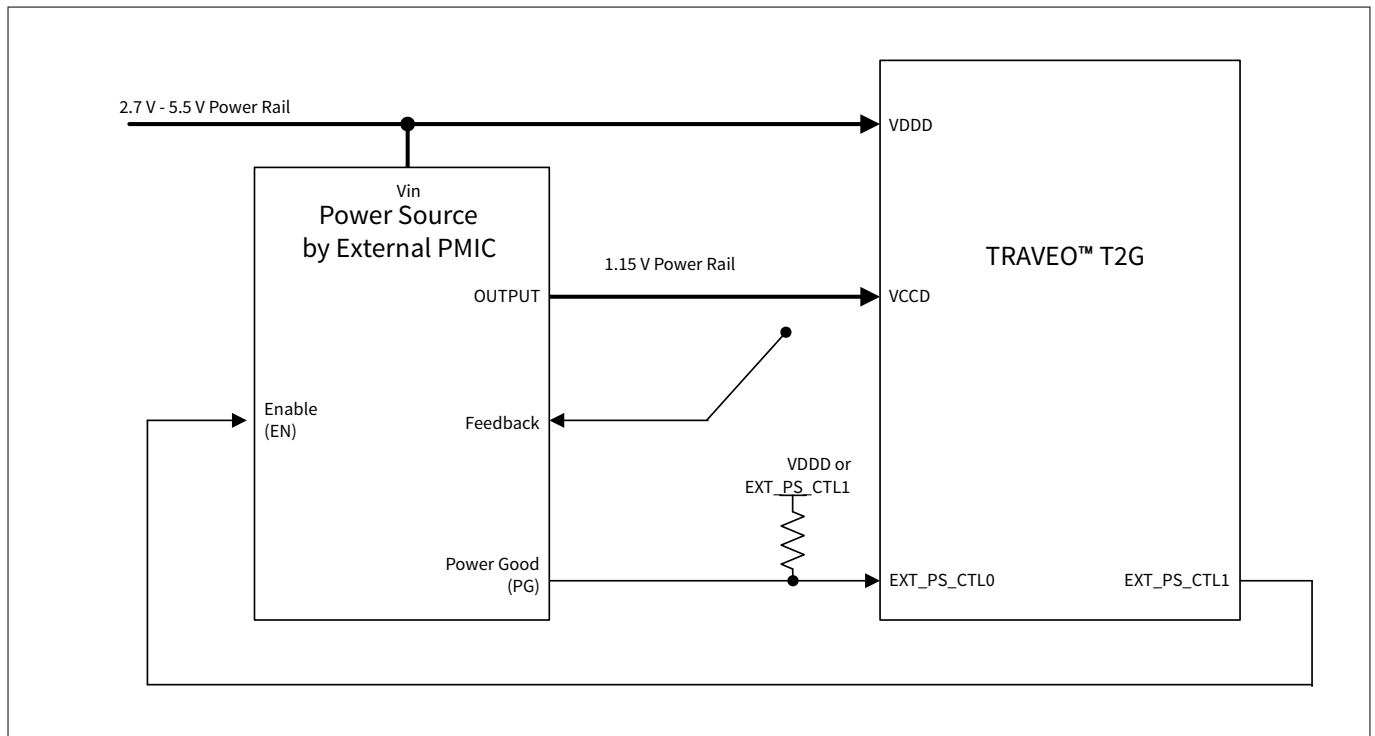 2.7 V - 5.5 V Power Rail
VDDD
Vin
Power Source
by External PMIC
1.15 V Power Rail
TRAVEO™ T2G
OUTPUT
VCCD
Enable
(EN)
Feedback
VDDD or
EXT_PS_CTL1
Power Good
(PG)
EXT_PS_CTL0
EXT_PS_CTL1